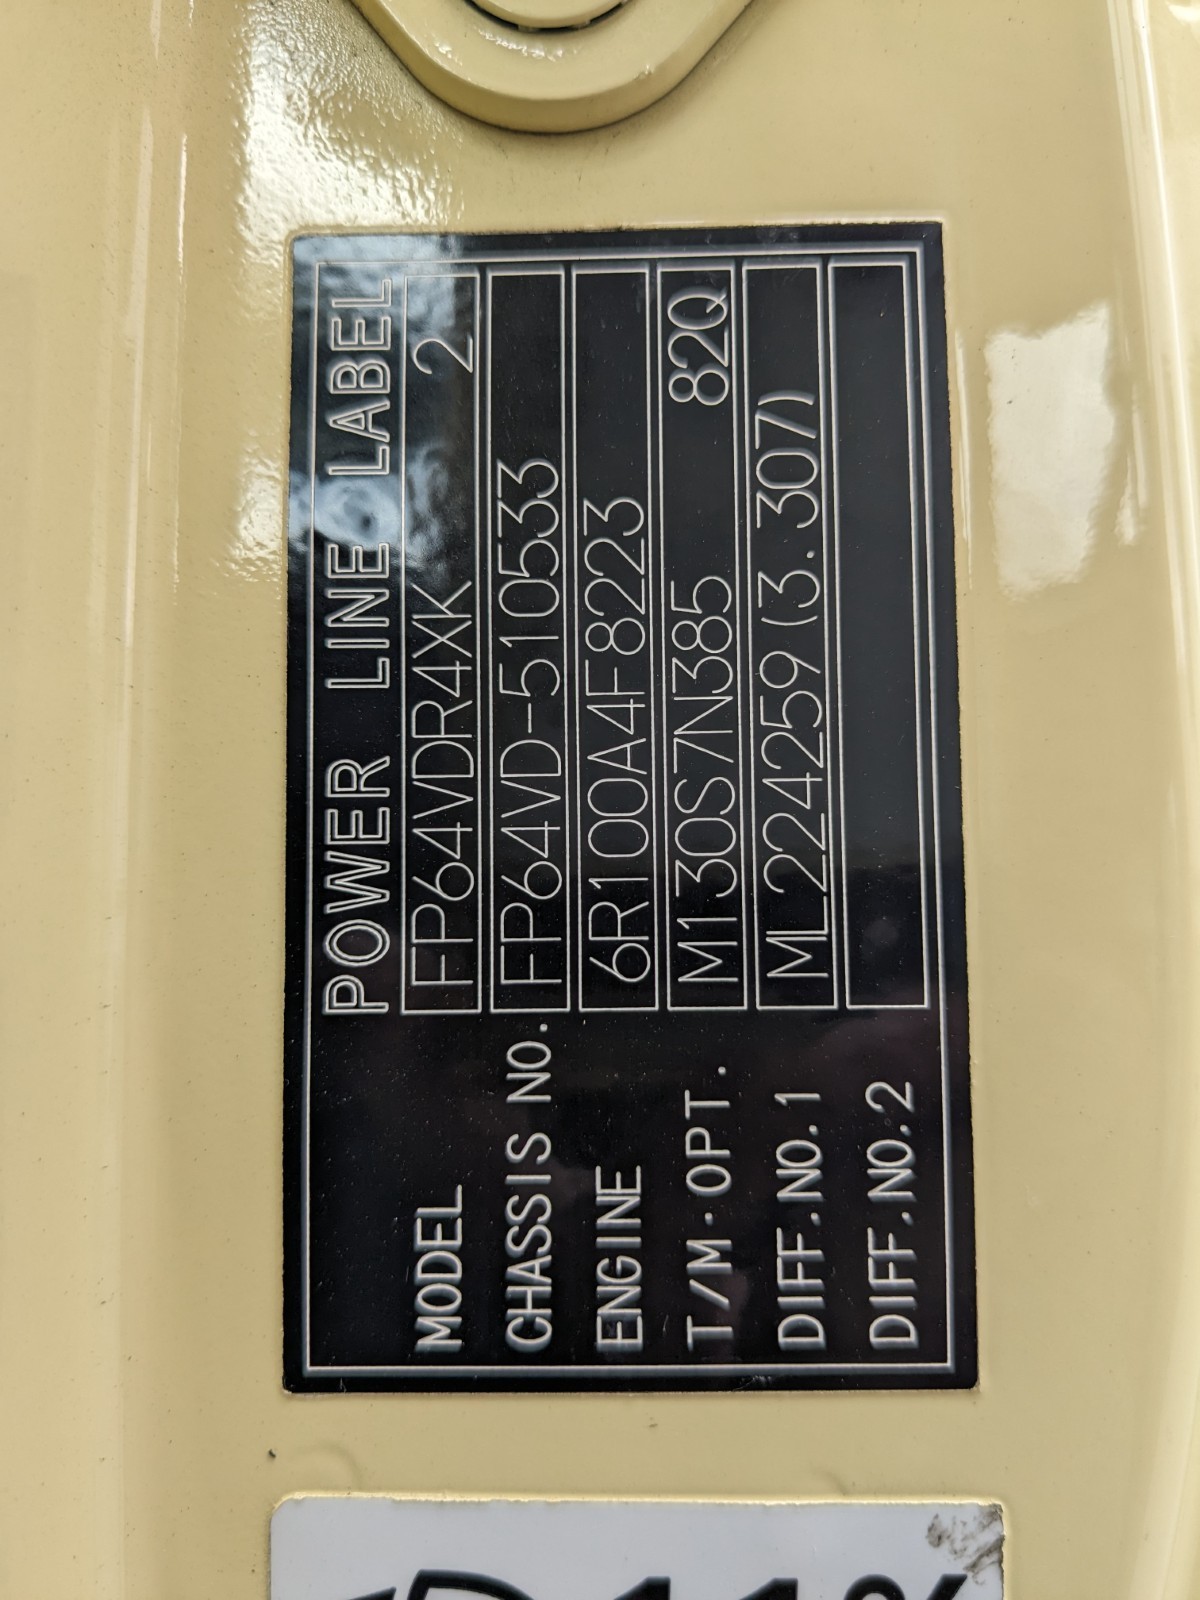 POWER LINE LABEL
MODEL FP64VDR4XK 2
CHASSIS NO. FP64VD-510533
ENGINE 6R100A4F8223
T/M·OPT. M130S7N385 82Q
DIFF.NO.1 ML224259 (3.307)
DIFF.NO.2